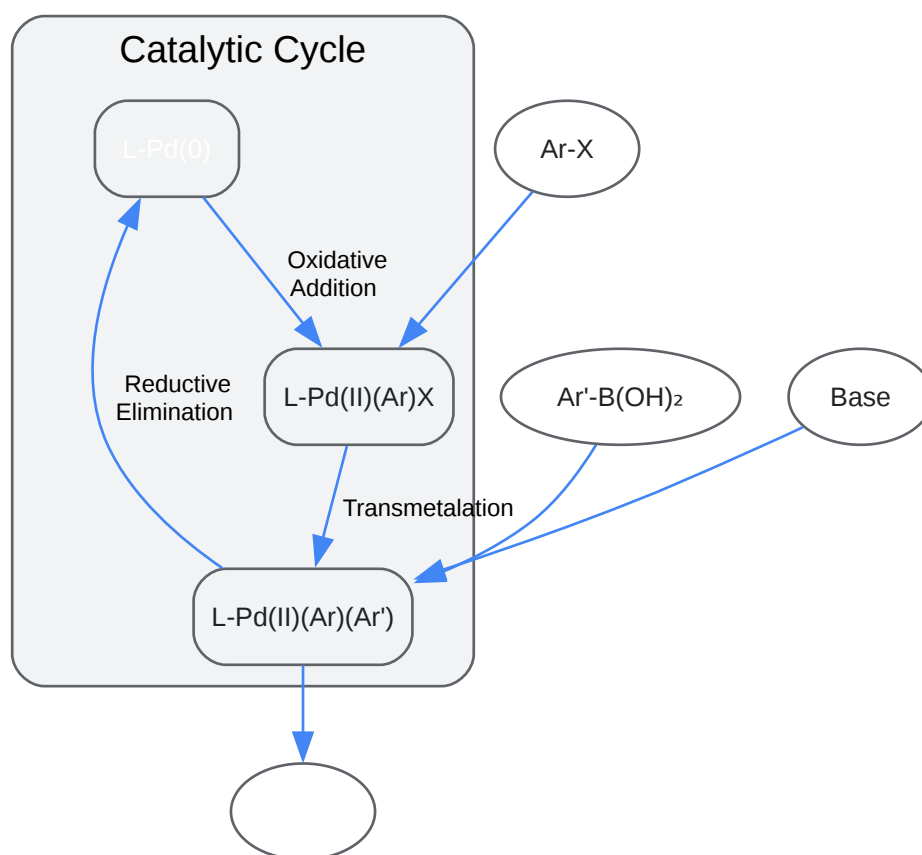 Catalytic Cycle
L-Pd(0)
Ar-X
Oxidative
Addition
Reductive
Elimination
L-Pd(II)(Ar)X
Ar'-B(OH)₂
Base
Transmetalation
L-Pd(II)(Ar)(Ar')